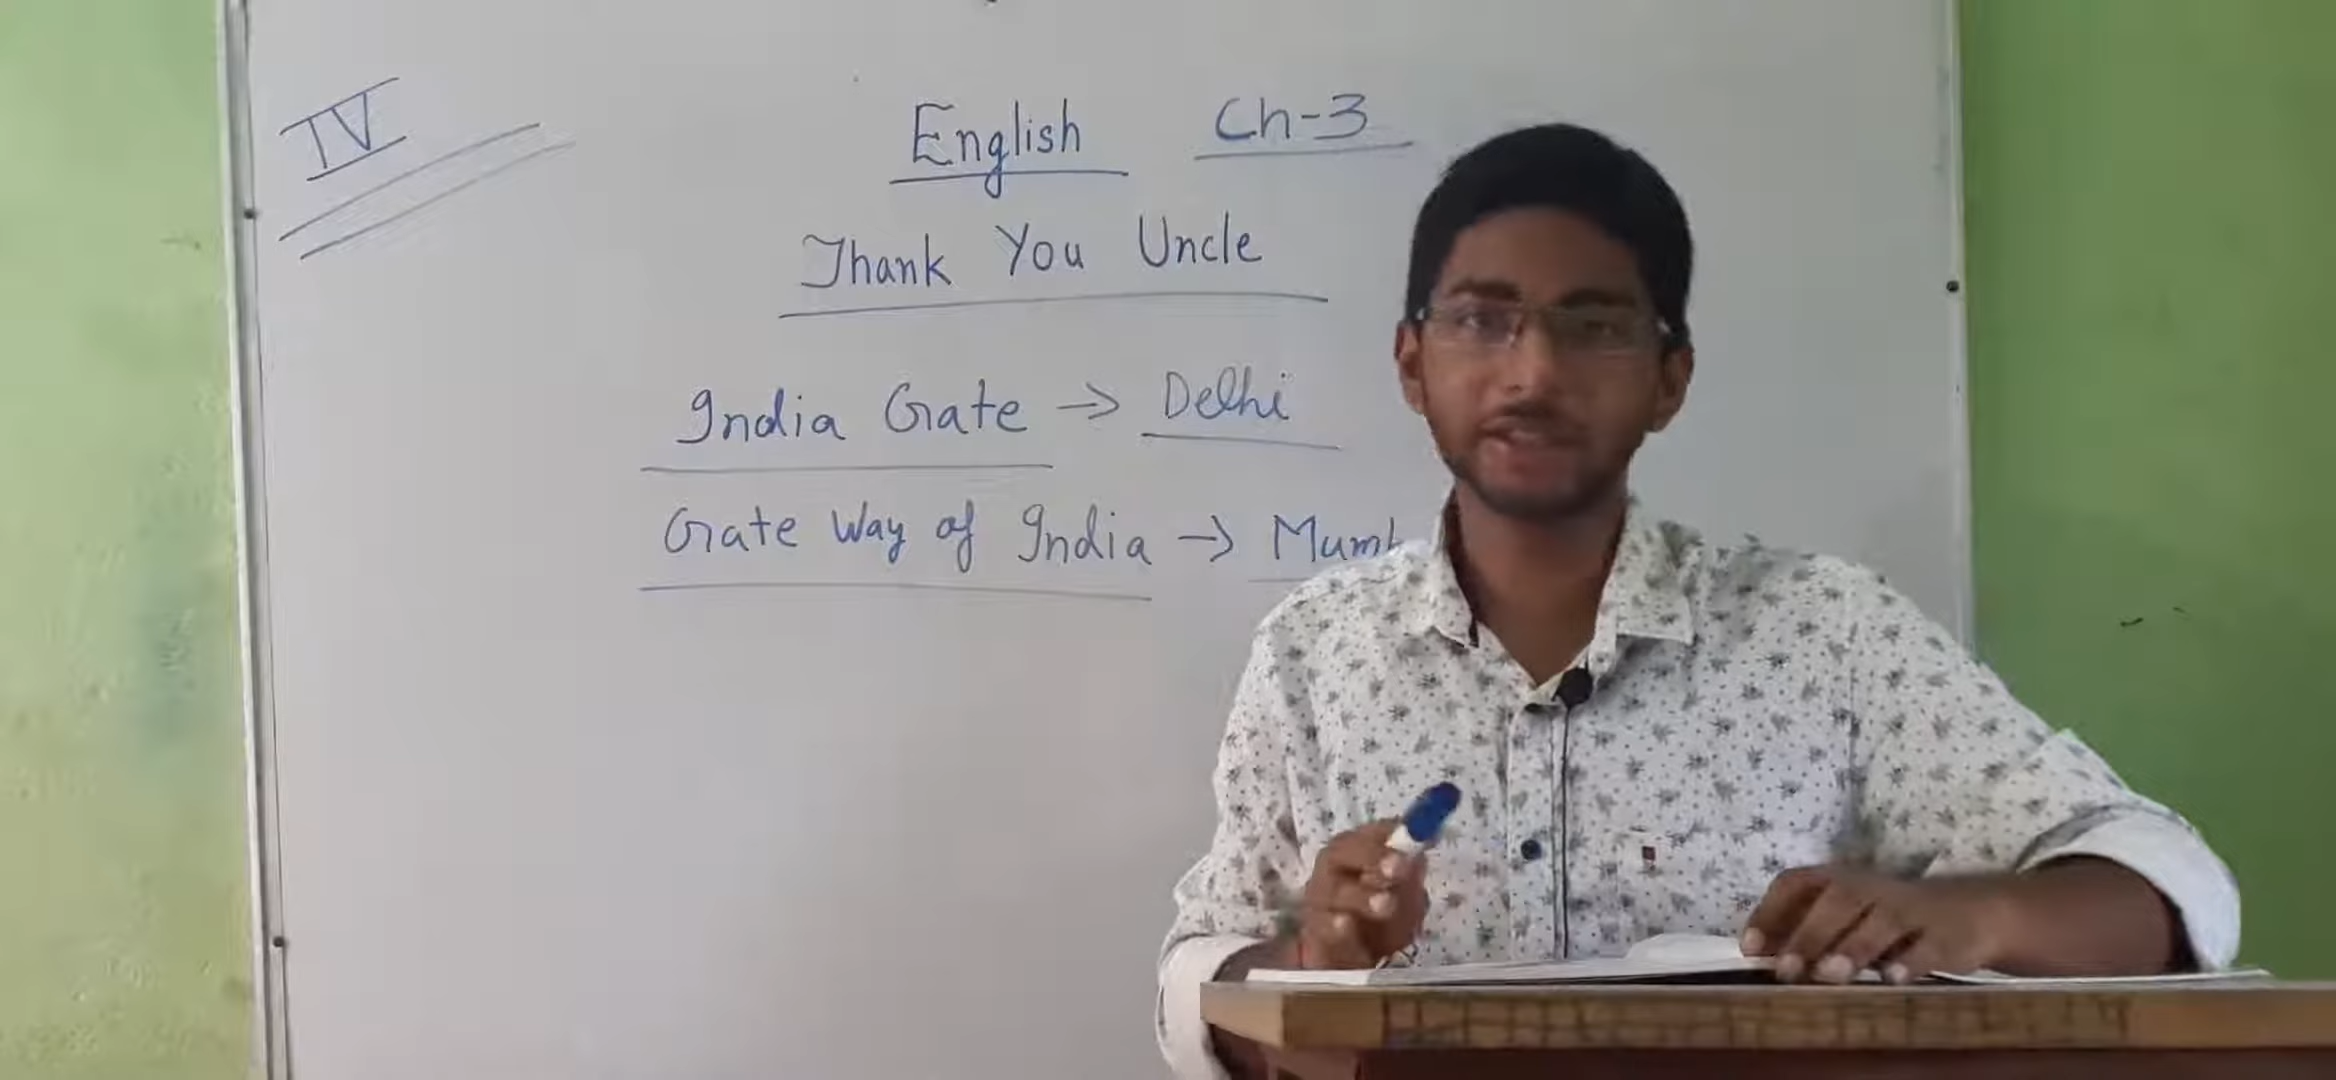 IV
English Ch-3
Thank You Uncle
India Gate → Delhi
Gate Way of India → Mumb